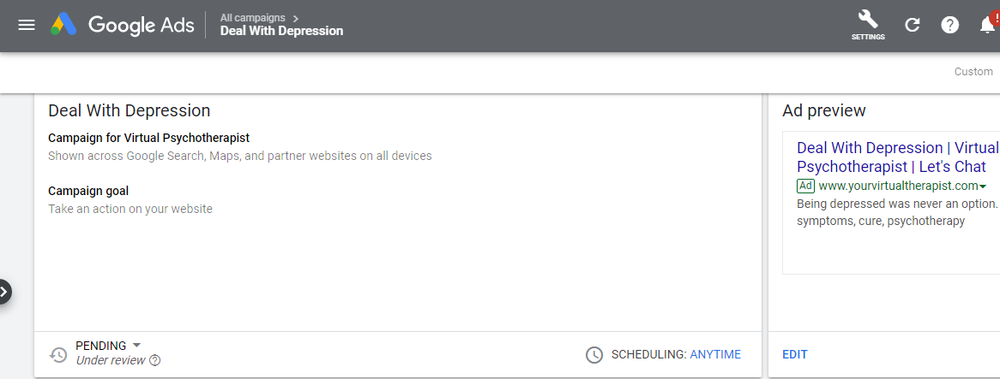 Google Ads
All campaigns
Deal With Depression
SETTINGS
!
Custom
Deal With Depression
Campaign for Virtual Psychotherapist
Shown across Google Search, Maps, and partner websites on all devices
Campaign goal
Take an action on your website
PENDING
Under review
SCHEDULING: ANYTIME
Ad preview
Deal With Depression | Virtual
Psychotherapist | Let's Chat
Ad www.yourvirtualtherapist.com
Being depressed was never an option.
symptoms, cure, psychotherapy
EDIT